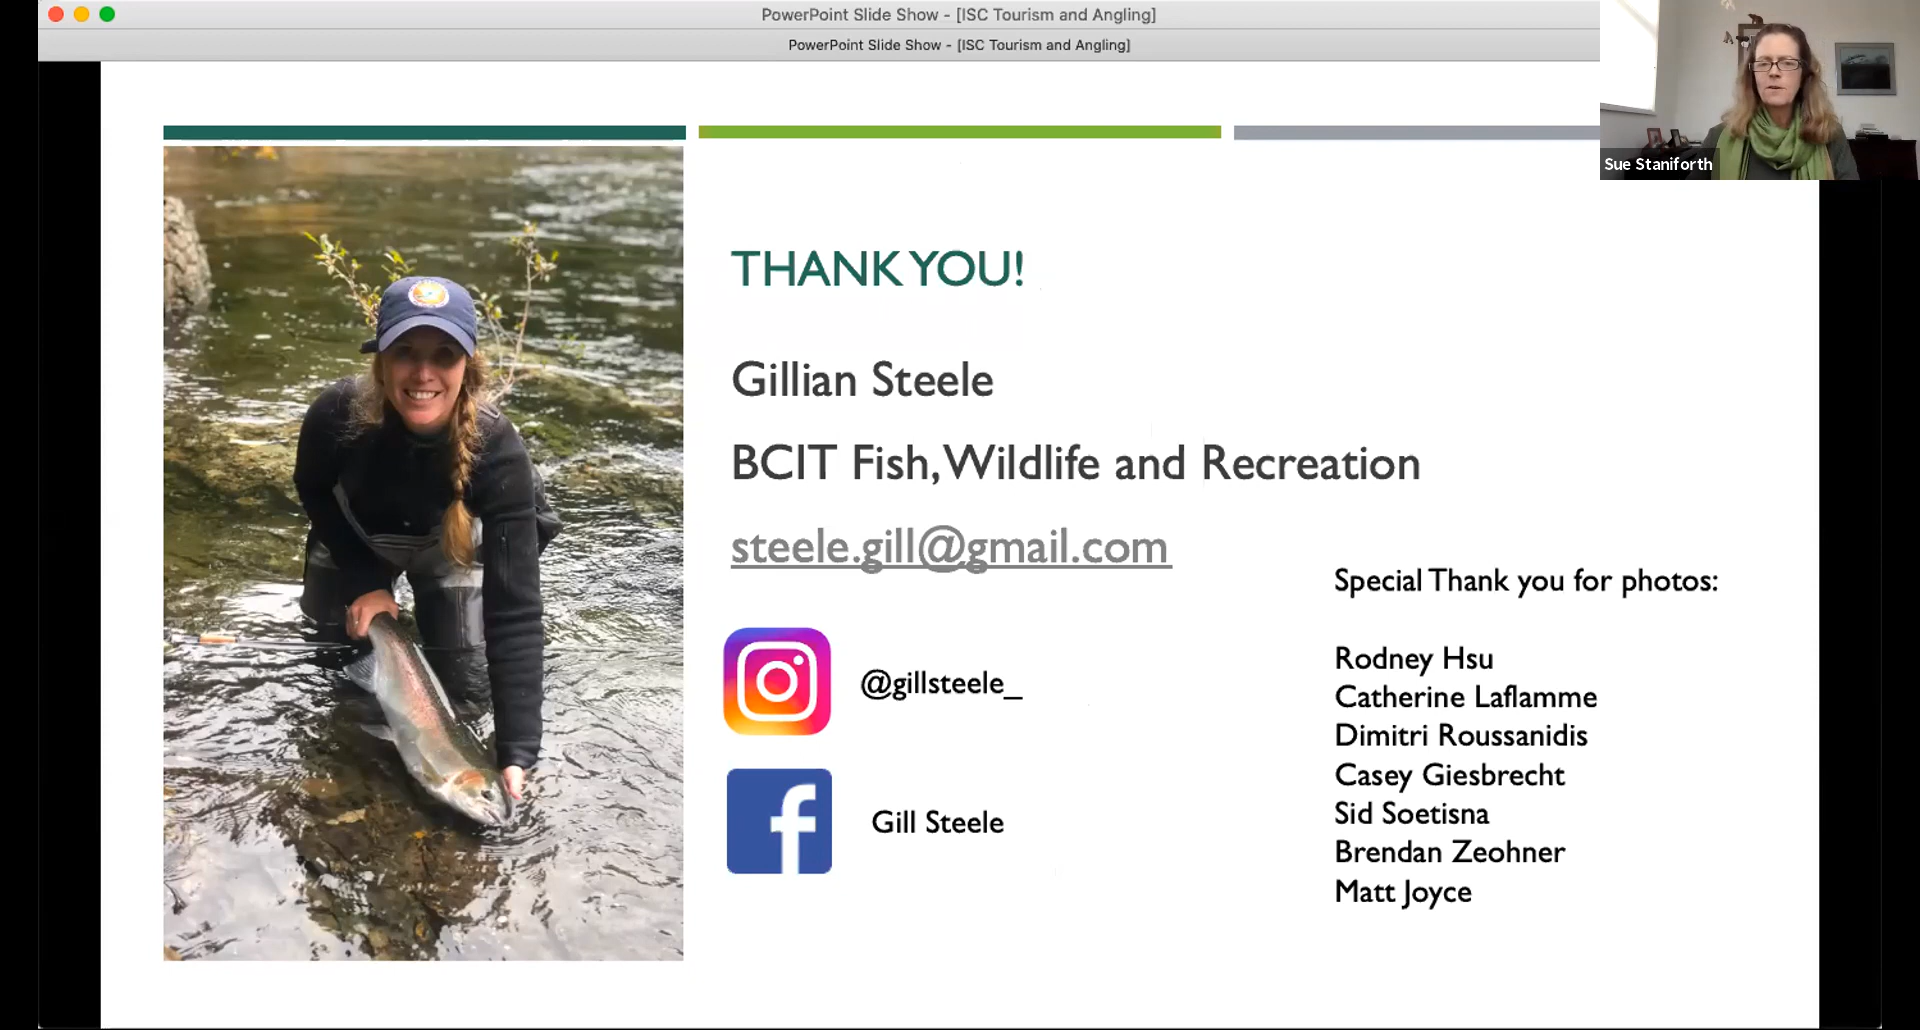 PowerPoint Slide Show - [ISC Tourism and Angling]
PowerPoint Slide Show - [ISC Tourism and Angling]
Sue Staniforth
THANK YOU!
Gillian Steele
BCIT Fish, Wildlife and Recreation
steele.gill@gmail.com
@gillsteele_
Gill Steele
Special Thank you for photos:
Rodney Hsu
Catherine Laflamme
Dimitri Roussanidis
Casey Giesbrecht
Sid Soetisna
Brendan Zeohner
Matt Joyce